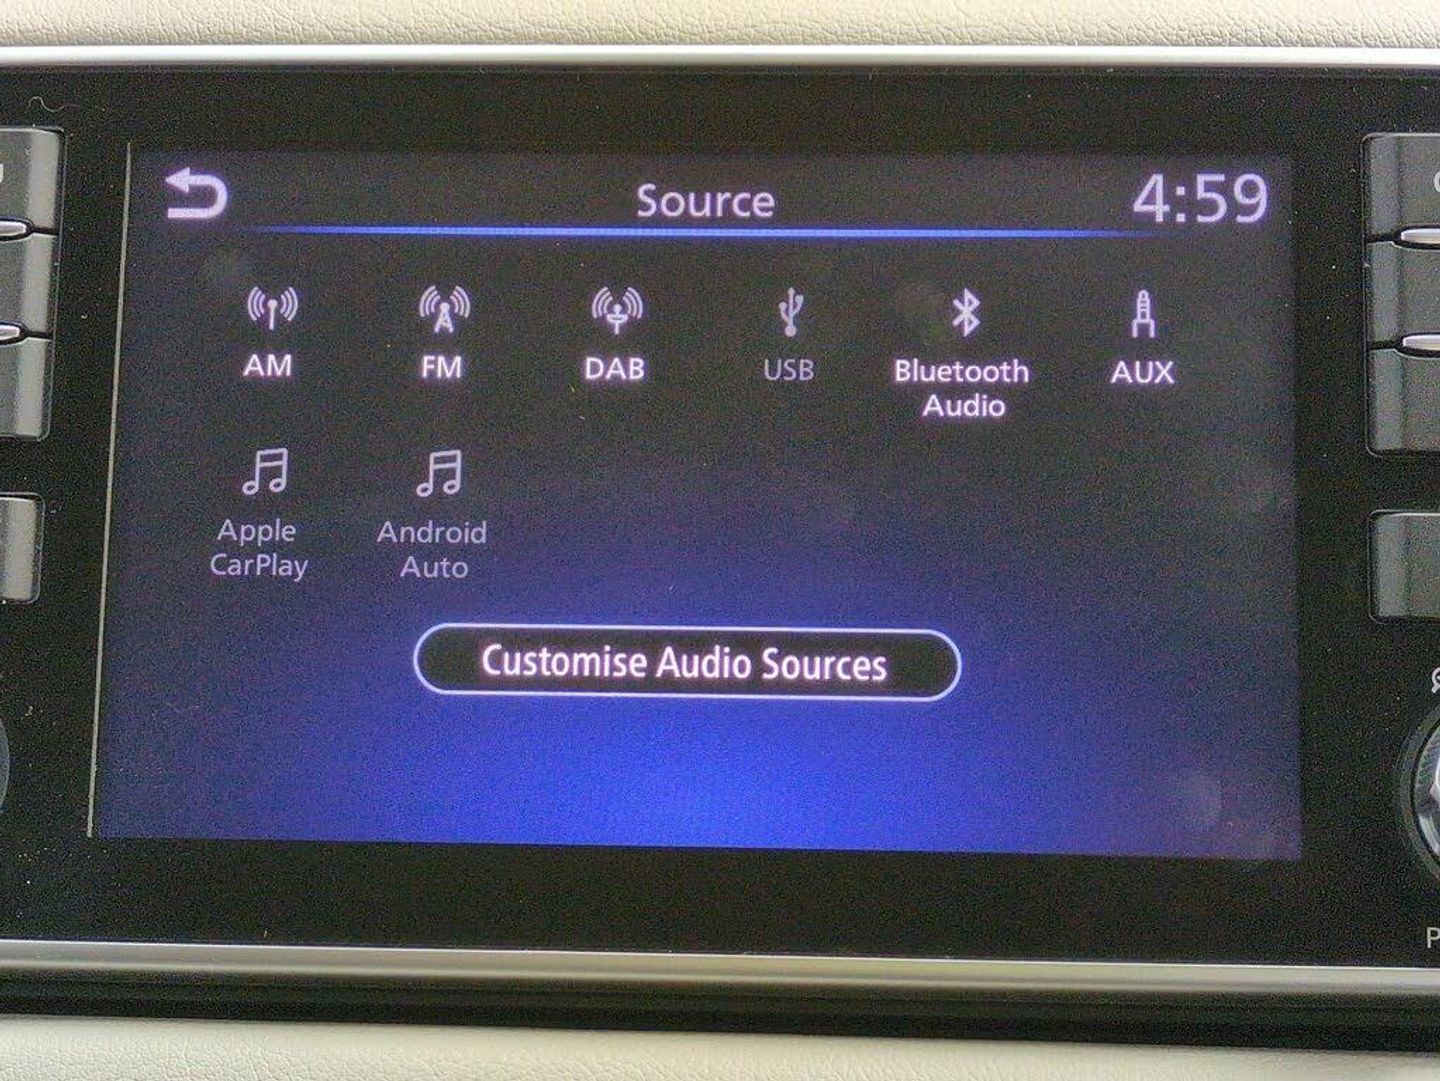 Source
4:59
AM
FM
DAB
USB
Bluetooth
Audio
AUX
Apple
CarPlay
Android
Auto
Customise Audio Sources